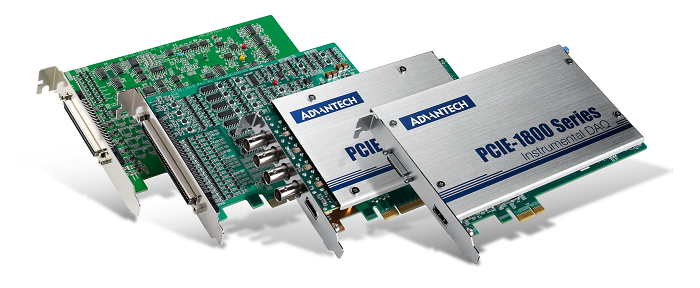 ADVANTECH
PCIE
ADVANTECH
PCIE-1800 Series
Instrumental DAQ